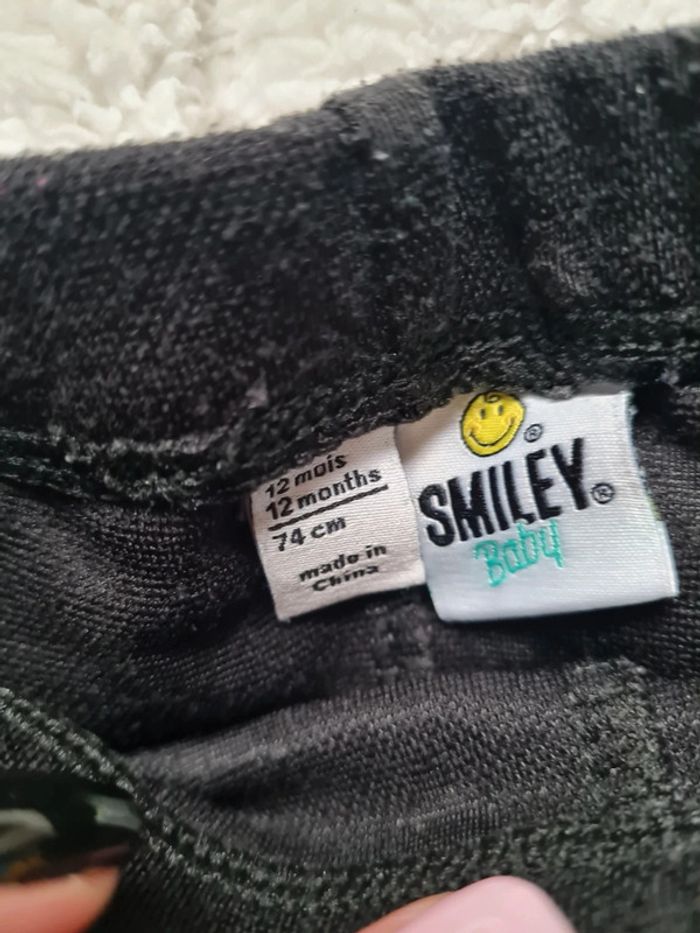 12 mois
12 months
74 cm
made in
China
SMILEY®
Baby